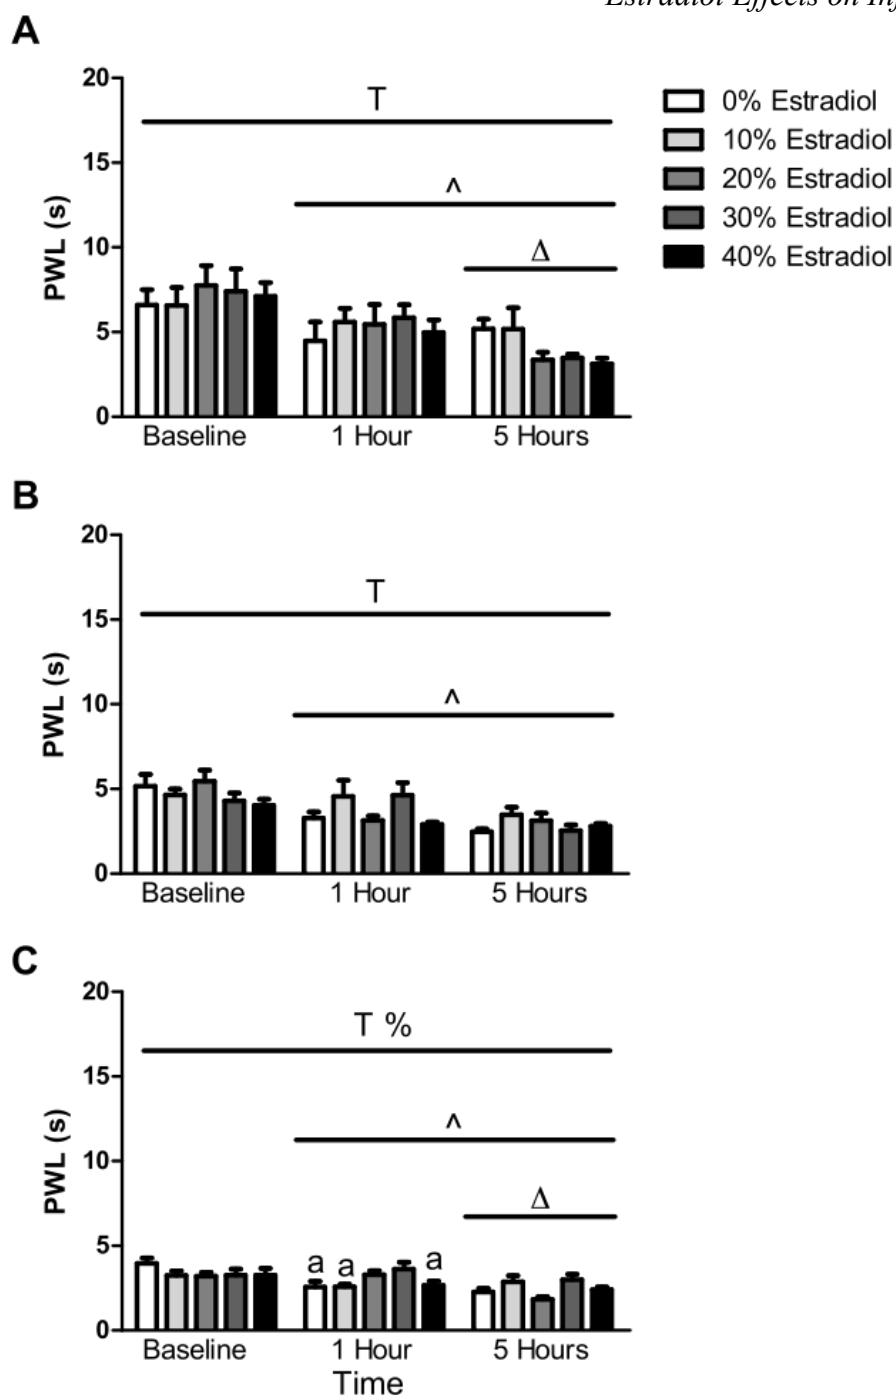 Estradiol Effects on
A
20
15
10
5
0
PWL (s)
T
^
Δ
Baseline 1 Hour 5 Hours
0% Estradiol
10% Estradiol
20% Estradiol
30% Estradiol
40% Estradiol
B
20
15
10
5
0
PWL (s)
T
^
Baseline 1 Hour 5 Hours
C
20
15
10
5
0
PWL (s)
T %
^
Δ
a a a
Baseline 1 Hour 5 Hours
Time